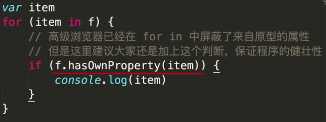 var item
for (item in f) {
// 高级浏览器已经在 for in 中屏蔽了来自原型的属性
// 但是这里建议大家还是加上这个判断，保证程序的健壮性
if (f.hasOwnProperty(item)) {
console.log(item)
}
}